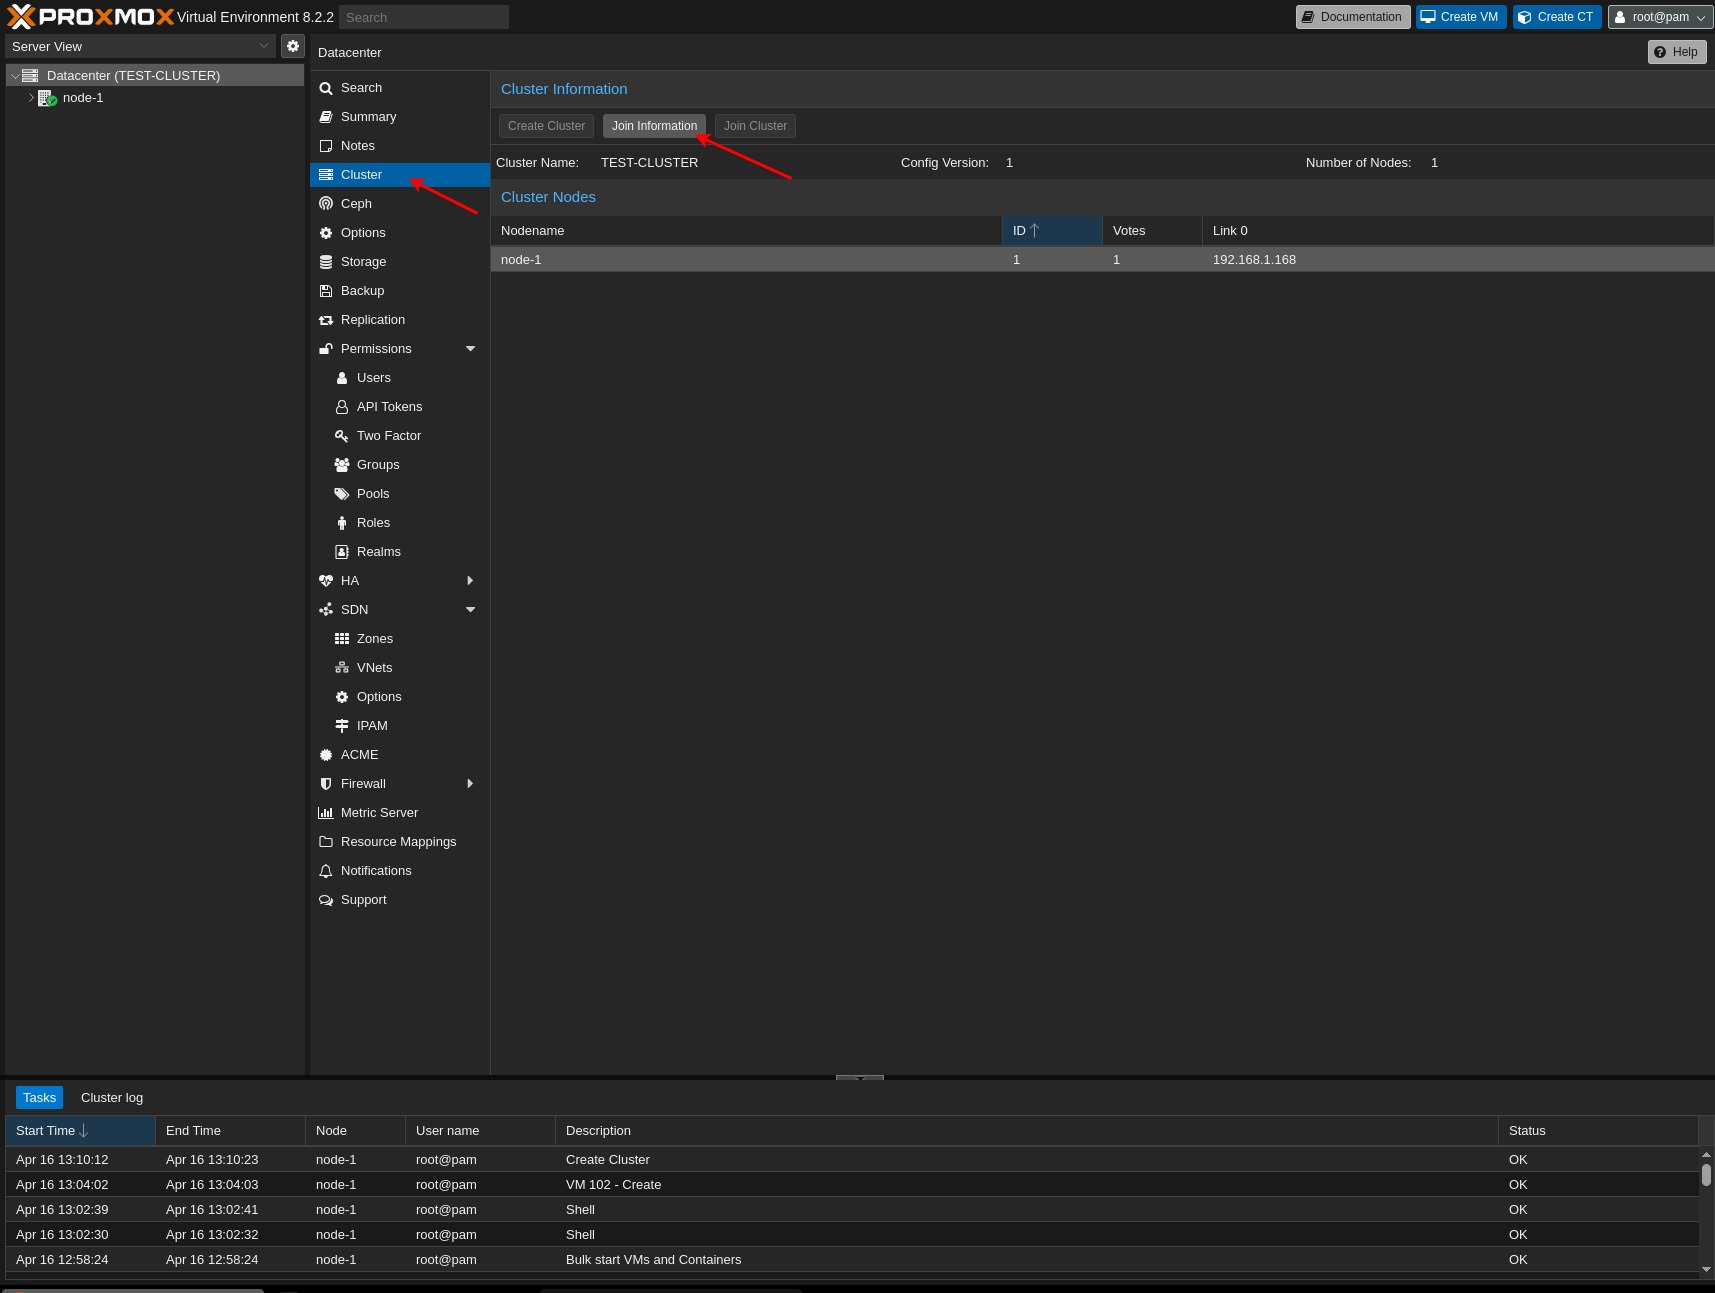 PROXMOX Virtual Environment 8.2.2 Search Documentation Create VM Create CT root@pam
Server View
Datacenter Help
Datacenter (TEST-CLUSTER)
node-1
Search
Summary
Notes
Cluster
Ceph
Options
Storage
Backup
Replication
Permissions
Users
API Tokens
Two Factor
Groups
Pools
Roles
Realms
HA
SDN
Zones
VNets
Options
IPAM
ACME
Firewall
Metric Server
Resource Mappings
Notifications
Support
Cluster Information
Create Cluster Join Information Join Cluster
Cluster Name: TEST-CLUSTER Config Version: 1 Number of Nodes: 1
Cluster Nodes
Nodename ID Votes Link 0
node-1 1 1 192.168.1.168
Tasks Cluster log
Start Time End Time Node User name Description Status
Apr 16 13:10:12 Apr 16 13:10:23 node-1 root@pam Create Cluster OK
Apr 16 13:04:02 Apr 16 13:04:03 node-1 root@pam VM 102 - Create OK
Apr 16 13:02:39 Apr 16 13:02:41 node-1 root@pam Shell OK
Apr 16 13:02:30 Apr 16 13:02:32 node-1 root@pam Shell OK
Apr 16 12:58:24 Apr 16 12:58:24 node-1 root@pam Bulk start VMs and Containers OK